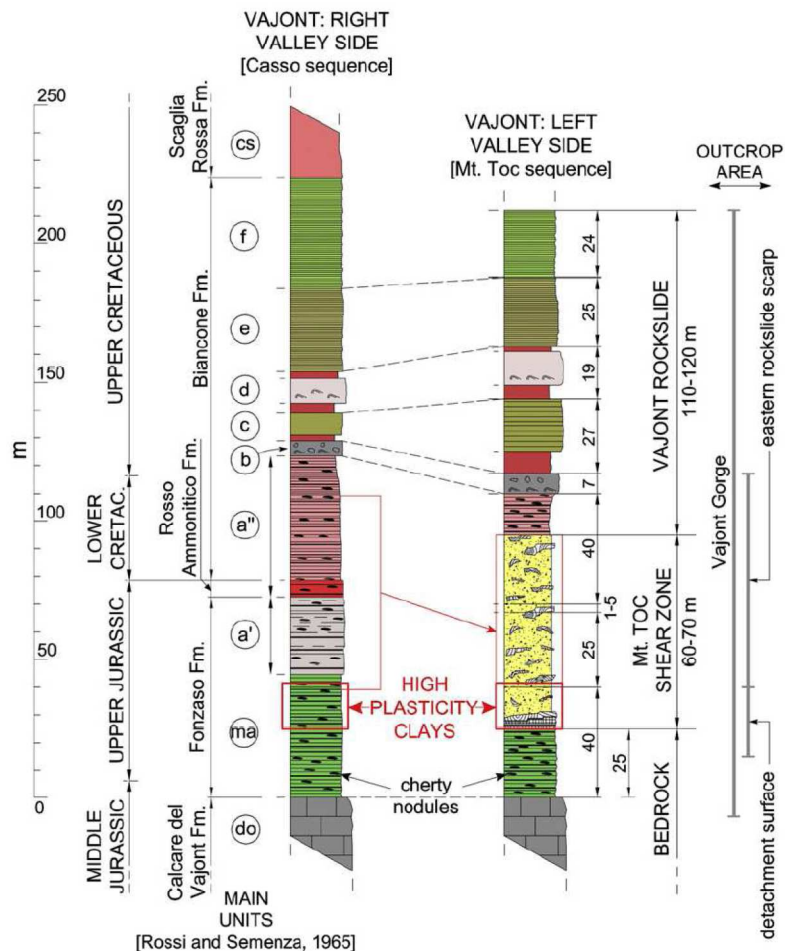 VAJONT: RIGHT
VALLEY SIDE
[Casso sequence]
VAJONT: LEFT
VALLEY SIDE
[Mt. Toc sequence]
OUTCROP
AREA
m
250
200
150
100
50
0
UPPER CRETACEOUS
LOWER
CRETAC.
UPPER JURASSIC
MIDDLE
JURASSIC
Scaglia
Rossa Fm.
Biancone Fm.
Rosso
Ammonitico Fm.
Fonzaso Fm.
Calcare del
Vajont Fm.
cs
f
e
d
c
b
a"
a'
ma
do
MAIN
UNITS
[Rossi and Semenza, 1965]
HIGH
PLASTICITY
CLAYS
cherty
nodules
24
25
19
27
7
40
1-5
25
40
25
VAJONT ROCKSLIDE
110-120 m
Mt. TOC
SHEAR ZONE
60-70 m
BEDROCK
Vajont Gorge
eastern rockslide scarp
detachment surface